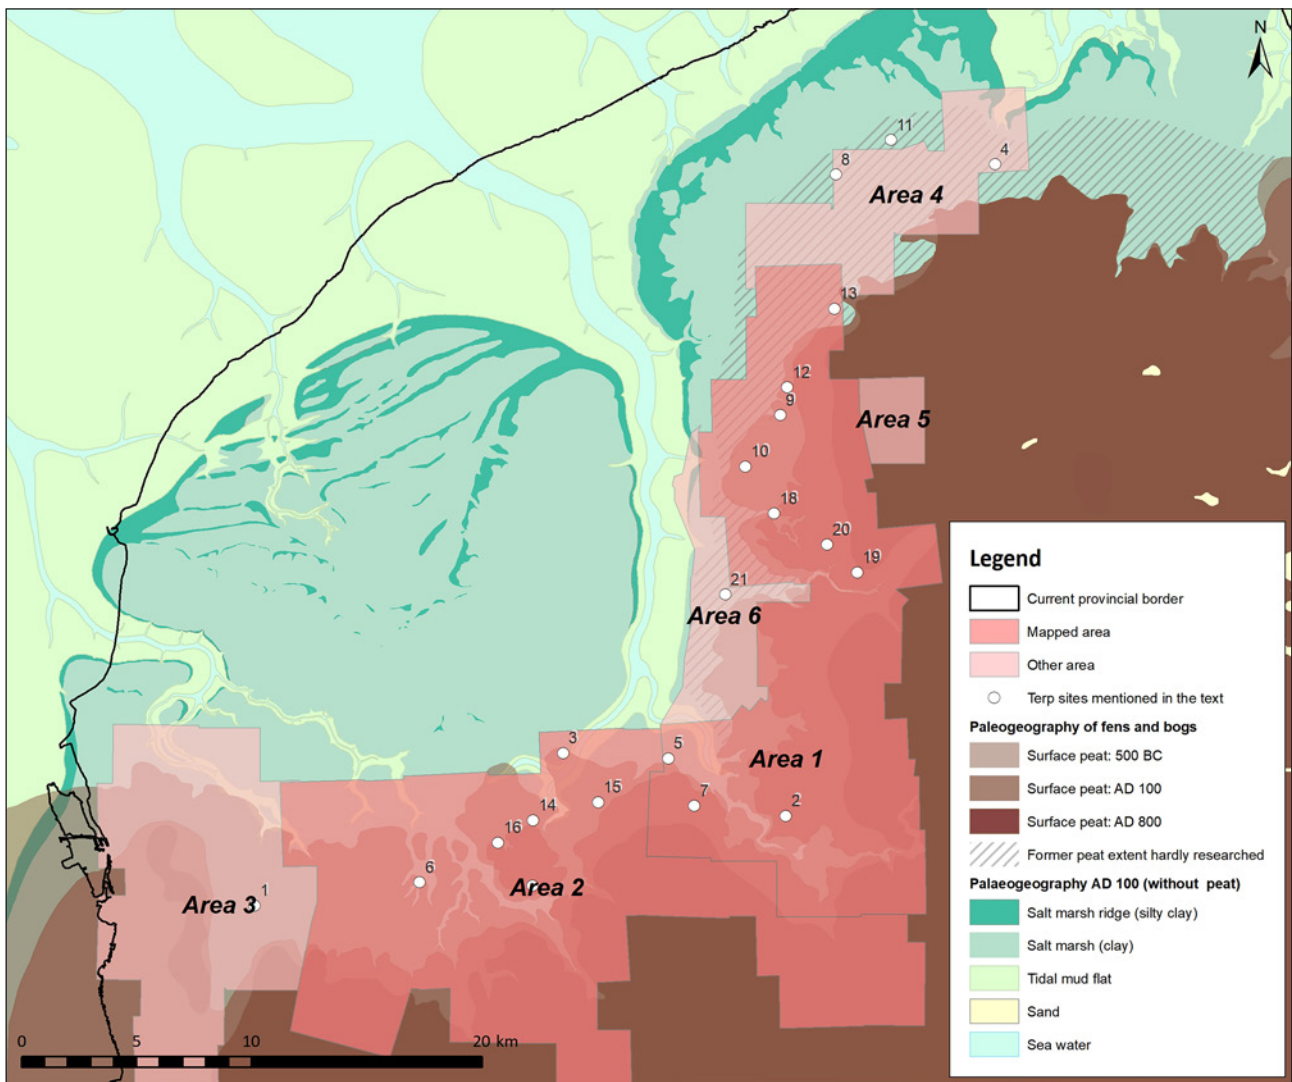 N
11
8
4
Area 4
13
12
9
Area 5
10
18
20
19
21
Area 6
3
5
Area 1
15
7
2
14
16
6
Area 2
1
Area 3
0
5
10
20 km
Legend
Current provincial border
Mapped area
Other area
Terp sites mentioned in the text
Paleogeography of fens and bogs
Surface peat: 500 BC
Surface peat: AD 100
Surface peat: AD 800
Former peat extent hardly researched
Palaeogeography AD 100 (without peat)
Salt marsh ridge (silty clay)
Salt marsh (clay)
Tidal mud flat
Sand
Sea water